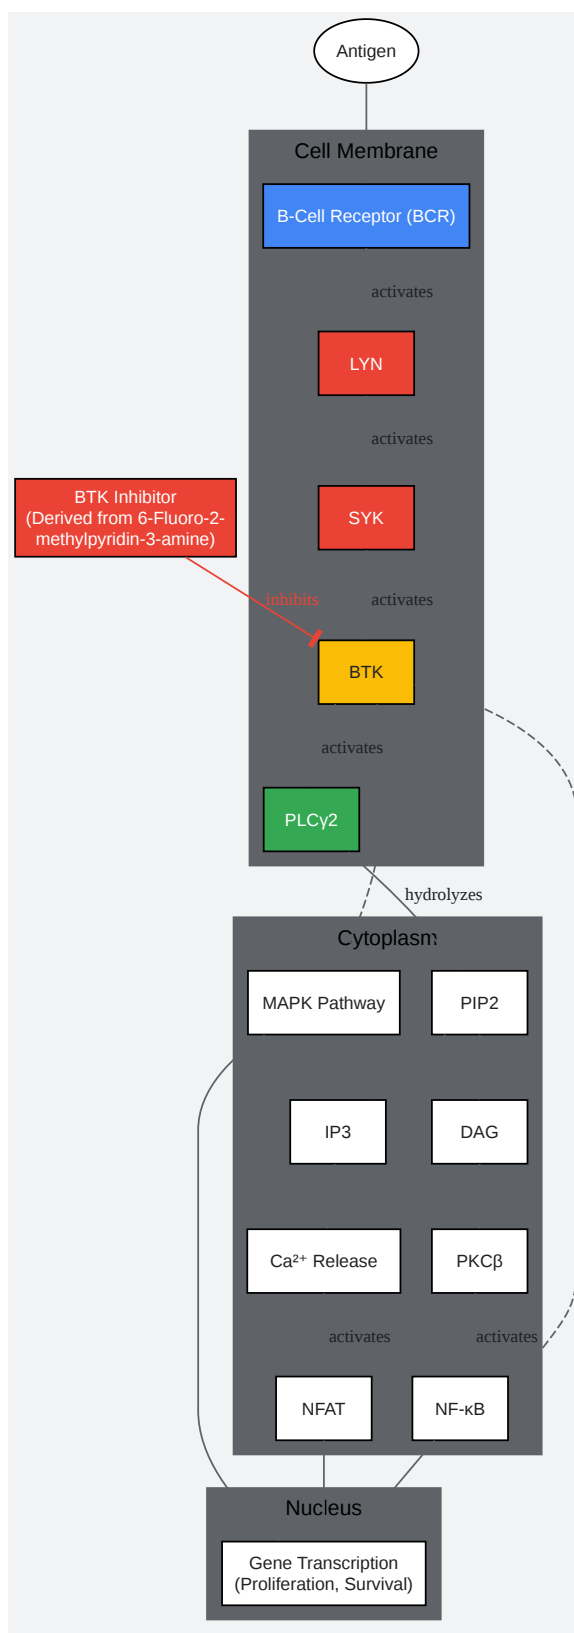 Antigen
Cell Membrane
B-Cell Receptor (BCR)
activates
LYN
activates
BTK Inhibitor
(Derived from 6-Fluoro-2-
methylpyridin-3-amine)
SYK
inhibits
activates
BTK
activates
PLCγ2
hydrolyzes
Cytoplasm
MAPK Pathway
PIP2
IP3
DAG
Ca²⁺ Release
PKCβ
activates
activates
NFAT
NF-κB
Nucleus
Gene Transcription
(Proliferation, Survival)